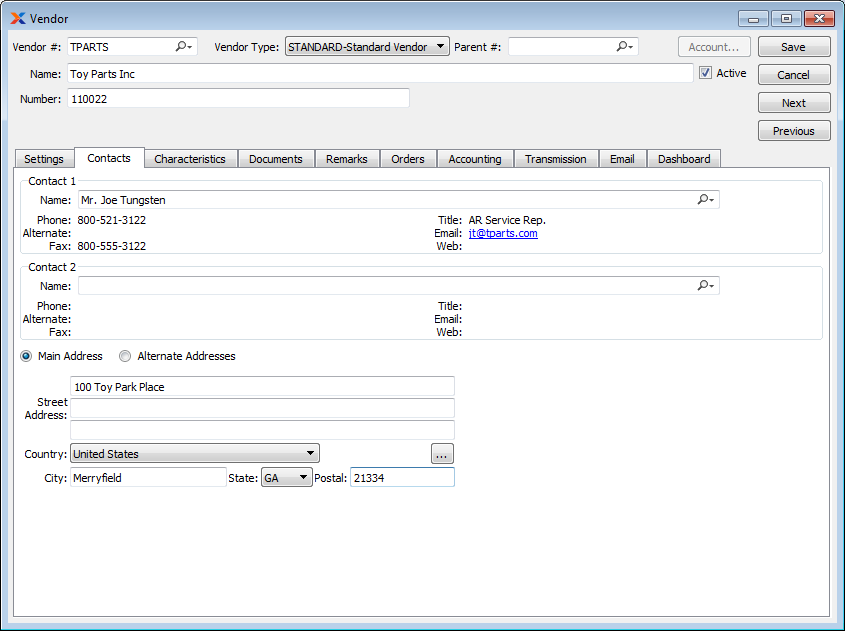 Vendor
Vendor #: TPARTS Vendor Type: STANDARD-Standard Vendor Parent #: Account... Save
Name: Toy Parts Inc Active Cancel
Number: 110022 Next
Previous
Settings Contacts Characteristics Documents Remarks Orders Accounting Transmission Email Dashboard
Contact 1
Name: Mr. Joe Tungsten
Phone: 800-521-3122 Title: AR Service Rep.
Alternate: Email: jt@tparts.com
Fax: 800-555-3122 Web:
Contact 2
Name:
Phone: Title:
Alternate: Email:
Fax: Web:
Main Address Alternate Addresses
100 Toy Park Place
Street
Address:
Country: United States ...
City: Merryfield State: GA Postal: 21334